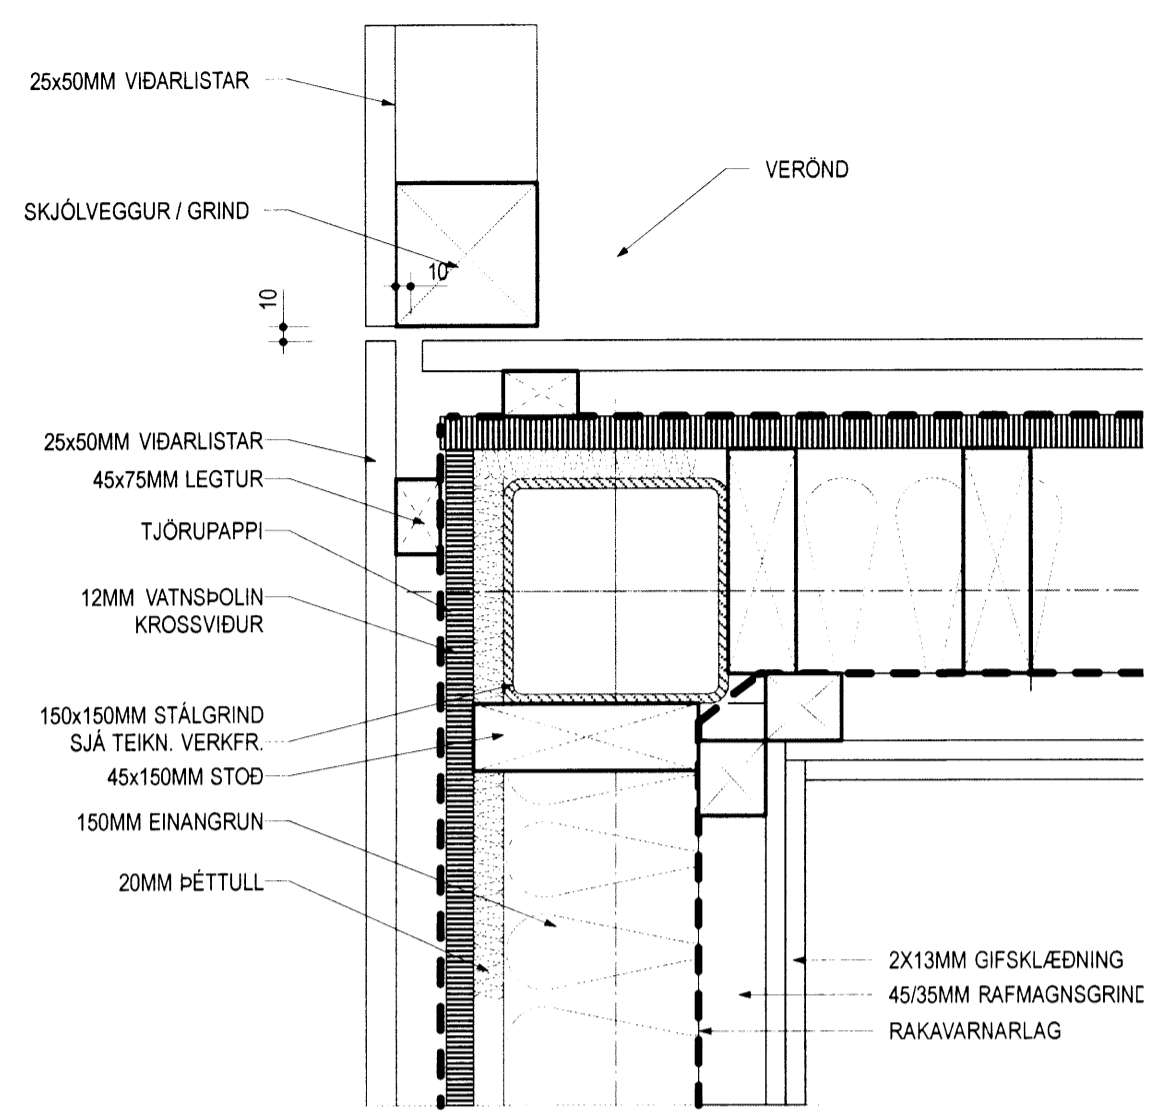 25x50MM VIÐARLISTAR
VERÖND
SKJÓLVEGGUR / GRIND
10
10
25x50MM VIÐARLISTAR
45x75MM LEGTUR
TJÖRUPAPPI
12MM VATNSÞOLIN
KROSSVIÐUR
150x150MM STÁLGRIND
SJÁ TEIKN. VERKFR.
45x150MM STOÐ
150MM EINANGRUN
20MM ÞÉTTULL
2X13MM GIFSKLÆÐNING
45/35MM RAFMAGNSGRIND
RAKAVARNARLAG